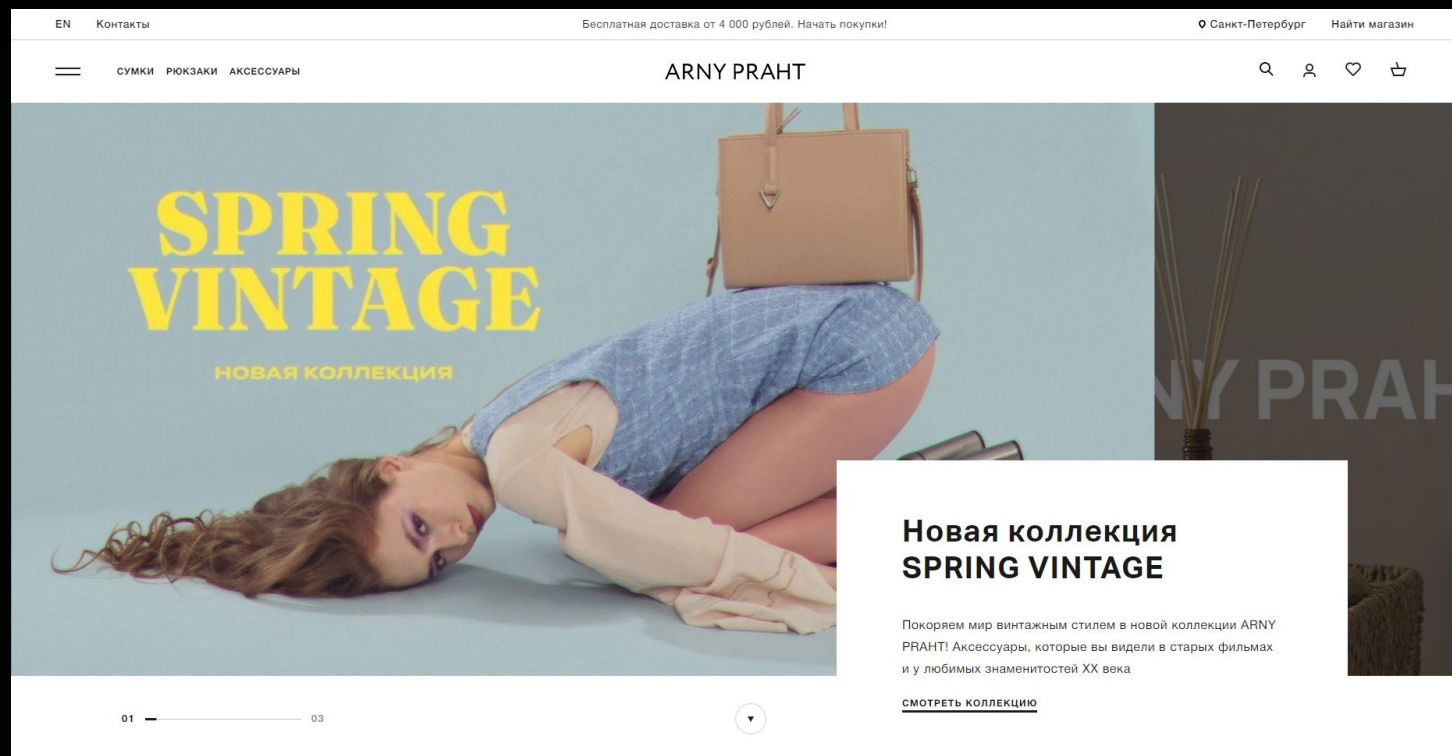 EN Контакты Бесплатная доставка от 4 000 рублей. Начать покупки! Санкт-Петербург Найти магазин
СУМКИ РЮКЗАКИ АКСЕССУАРЫ ARNY PRAHT
SPRING
VINTAGE
НОВАЯ КОЛЛЕКЦИЯ
NY PRAH
Новая коллекция
SPRING VINTAGE
Покоряем мир винтажным стилем в новой коллекции ARNY
PRAHT! Аксессуары, которые вы видели в старых фильмах
и у любимых знаменитостей XX века
СМОТРЕТЬ КОЛЛЕКЦИЮ
01 03